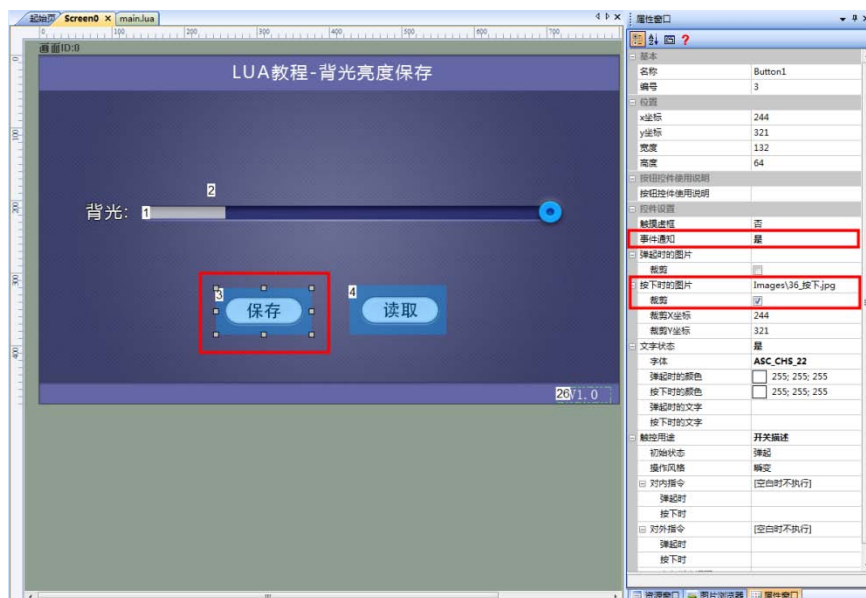 起始页 Screen0 × main.lua
属性窗口
0 100 200 300 400 500 600 700
画面ID:0
LUA教程-背光亮度保存
2
背光: 1
3 保存
4 读取
26 V1.0
基本
名称 Button1
编号 3
位置
x坐标 244
y坐标 321
宽度 132
高度 64
按钮控件使用说明
按钮控件使用说明
控件设置
触摸虚框 否
事件通知 是
弹起时的图片
裁剪
按下时的图片 Images\36_按下.jpg
裁剪
裁剪X坐标 244
裁剪Y坐标 321
文字状态 是
字体 ASC_CHS_22
弹起时的颜色 255; 255; 255
按下时的颜色 255; 255; 255
弹起时的文字
按下时的文字
触控用途 开关描述
初始状态 弹起
操作风格 瞬变
对内指令 [空白时不执行]
弹起时
按下时
对外指令 [空白时不执行]
弹起时
按下时
资源窗口 图片浏览器 属性窗口